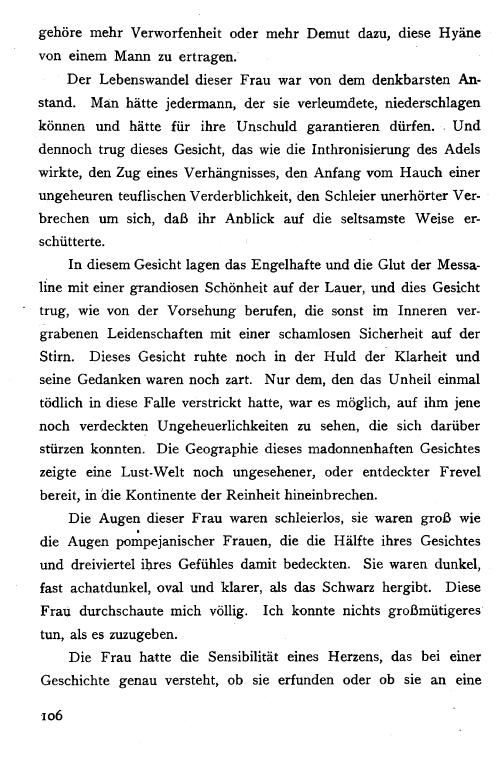 gehöre mehr Verworfenheit oder mehr Demut dazu, diese Hyäne
von einem Mann zu ertragen.
Der Lebenswandel dieser Frau war von dem denkbarsten An-
stand. Man hätte jedermann, der sie verleumdete, niederschlagen
können und hätte für ihre Unschuld garantieren dürfen. Und
dennoch trug dieses Gesicht, das wie die Inthronisierung des Adels
wirkte, den Zug eines Verhängnisses, den Anfang vom Hauch einer
ungeheuren teuflischen Verderblichkeit, den Schleier unerhörter Ver-
brechen um sich, daß ihr Anblick auf die seltsamste Weise er-
schütterte.
In diesem Gesicht lagen das Engelhafte und die Glut der Messa-
line mit einer grandiosen Schönheit auf der Lauer, und dies Gesicht
trug, wie von der Vorsehung berufen, die sonst im Inneren ver-
grabenen Leidenschaften mit einer schamlosen Sicherheit auf der
Stirn. Dieses Gesicht ruhte noch in der Huld der Klarheit und
seine Gedanken waren noch zart. Nur dem, den das Unheil einmal
tödlich in diese Falle verstrickt hatte, war es möglich, auf ihm jene
noch verdeckten Ungeheuerlichkeiten zu sehen, die sich darüber
stürzen konnten. Die Geographie dieses madonnenhaften Gesichtes
zeigte eine Lust-Welt noch ungesehener, oder entdeckter Frevel
bereit, in die Kontinente der Reinheit hineinbrechen.
Die Augen dieser Frau waren schleierlos, sie waren groß wie
die Augen pompejanischer Frauen, die die Hälfte ihres Gesichtes
und dreiviertel ihres Gefühles damit bedeckten. Sie waren dunkel,
fast achatdunkel, oval und klarer, als das Schwarz hergibt. Diese
Frau durchschaute mich völlig. Ich konnte nichts großmütigeres
tun, als es zuzugeben.
Die Frau hatte die Sensibilität eines Herzens, das bei einer
Geschichte genau versteht, ob sie erfunden oder ob sie an eine
106